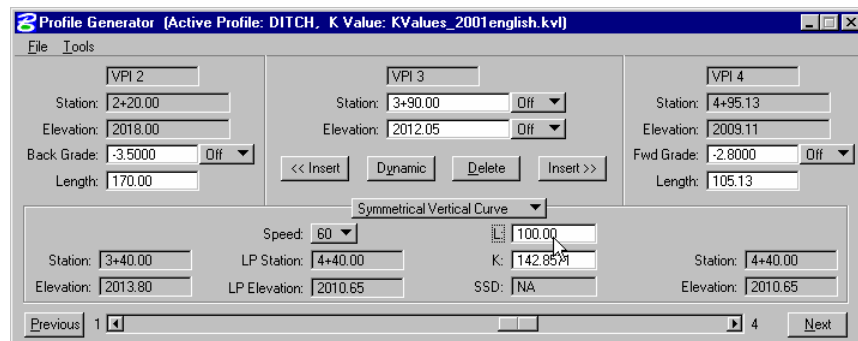 Profile Generator (Active Profile: DITCH, K Value: KValues_2001english.kvl)
File Tools
VPI 2 VPI 3 VPI 4
Station: 2+20.00 Station: 3+90.00 Off Station: 4+95.13
Elevation: 2018.00 Elevation: 2012.05 Off Elevation: 2009.11
Back Grade: -3.5000 Off << Insert Dynamic Delete Insert >> Fwd Grade: -2.8000 Off
Length: 170.00 Length: 105.13
Symmetrical Vertical Curve
Speed: 60 L: 100.00
Station: 3+40.00 LP Station: 4+40.00 K: 142.8571 Station: 4+40.00
Elevation: 2013.80 LP Elevation: 2010.65 SSD: NA Elevation: 2010.65
Previous 1 4 Next